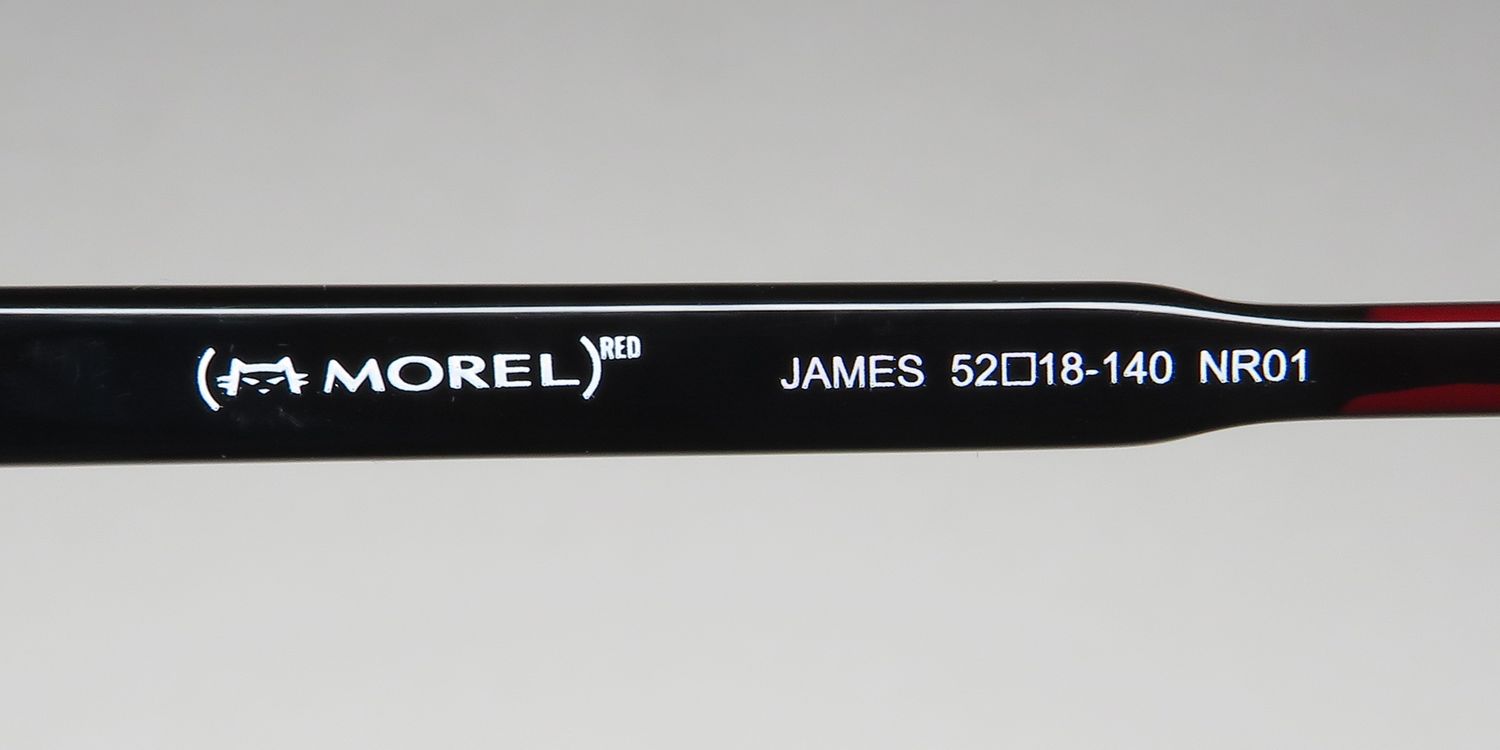 (MOREL)RED JAMES 52□18-140 NR01